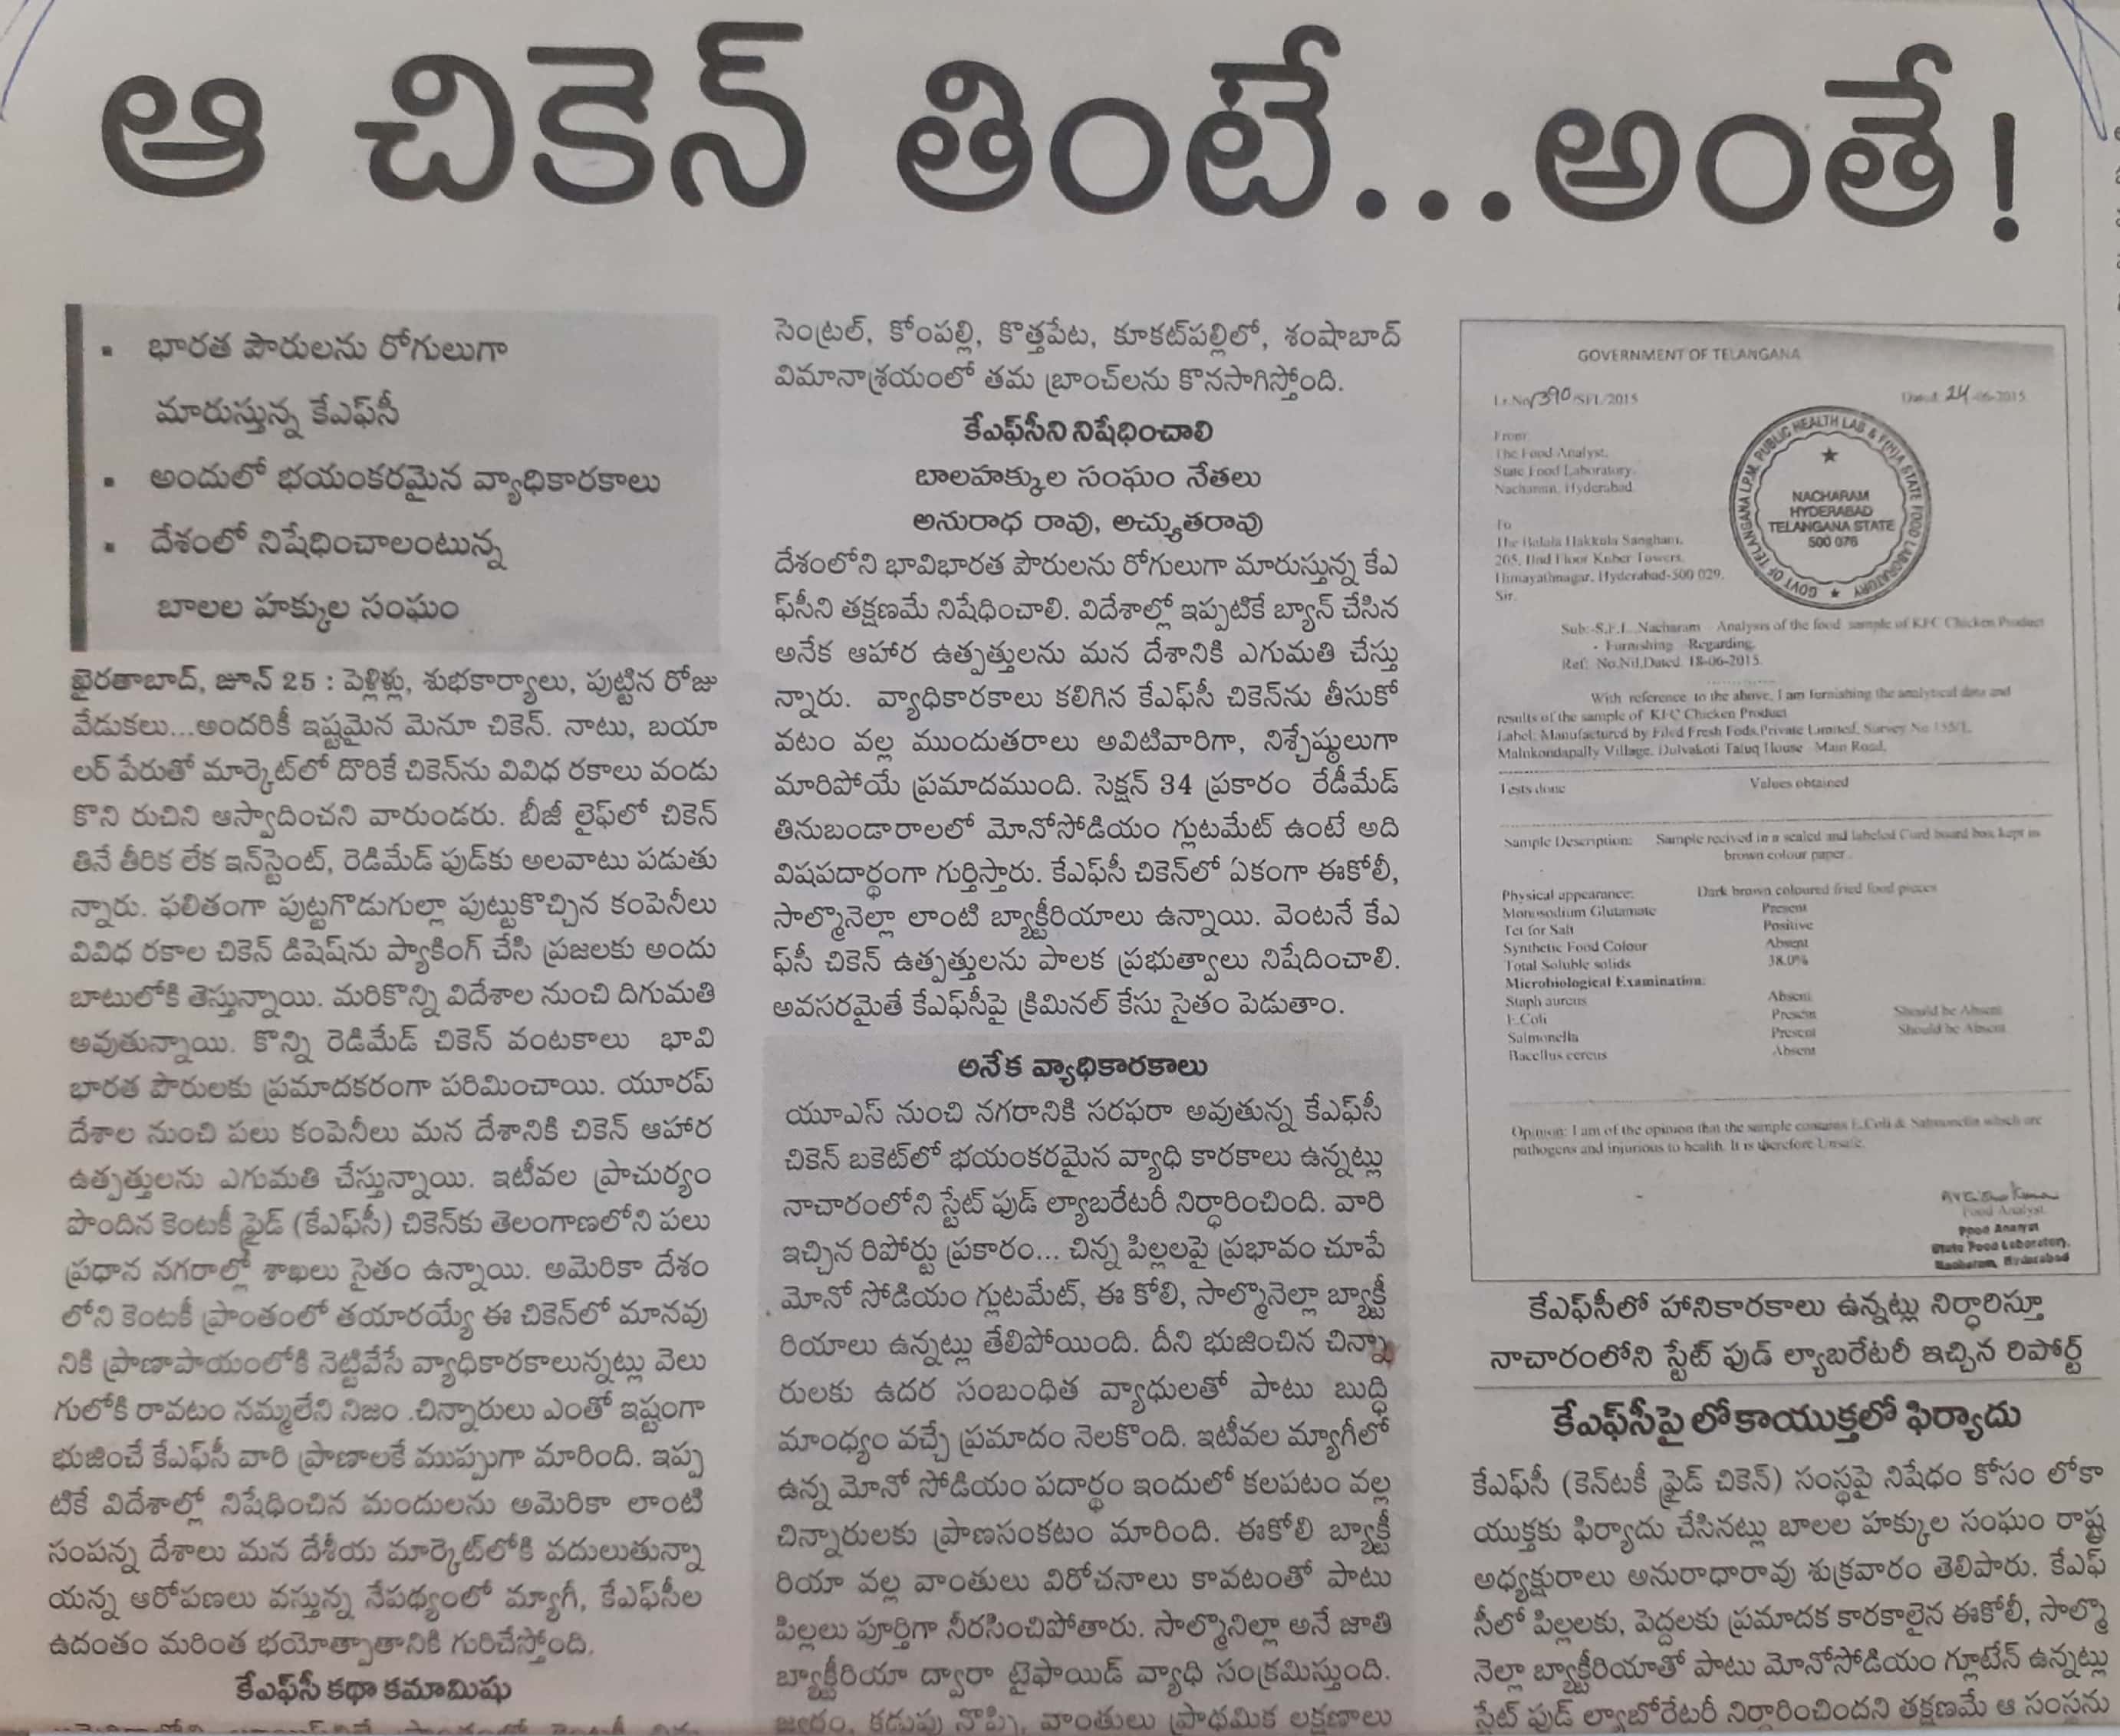 ఆ చికెన్ తింటే...అంతే!
▪ భారత పౌరులను రోగులుగా
మారుస్తున్న కేఎఫ్‌సీ
▪ అందులో భయంకరమైన వ్యాధికారకాలు
▪ దేశంలో నిషేధించాలంటున్న
బాలల హక్కుల సంఘం
ఖైరతాబాద్, జూన్ 25 : పెళ్లిళ్లు, శుభకార్యాలు, పుట్టిన రోజు
వేడుకలు...అందరికీ ఇష్టమైన మెనూ చికెన్. నాటు, బయా
లర్ పేరుతో మార్కెట్‌లో దొరికే చికెన్‌ను వివిధ రకాలు వండు
కొని రుచిని ఆస్వాదించని వారుండరు. బీజీ లైఫ్‌లో చికెన్
తినే తీరిక లేక ఇన్‌స్టెంట్, రెడిమేడ్ ఫుడ్‌కు అలవాటు పడుతు
న్నారు. ఫలితంగా పుట్టగొడుగుల్లా పుట్టుకొచ్చిన కంపెనీలు
వివిధ రకాల చికెన్ డిషెష్‌ను ప్యాకింగ్ చేసి ప్రజలకు అందు
బాటులోకి తెస్తున్నాయి. మరికొన్ని విదేశాల నుంచి దిగుమతి
అవుతున్నాయి. కొన్ని రెడిమేడ్ చికెన్ వంటకాలు భావి
భారత పౌరులకు ప్రమాదకరంగా పరిమించాయి. యూరప్
దేశాల నుంచి పలు కంపెనీలు మన దేశానికి చికెన్ ఆహార
ఉత్పత్తులను ఎగుమతి చేస్తున్నాయి. ఇటీవల ప్రాచుర్యం
పొందిన కెంటకీ ఫ్రైడ్ (కేఎఫ్‌సీ) చికెన్‌కు తెలంగాణలోని పలు
ప్రధాన నగరాల్లో శాఖలు సైతం ఉన్నాయి. అమెరికా దేశం
లోని కెంటకీ ప్రాంతంలో తయారయ్యే ఈ చికెన్‌లో మానవు
నికి ప్రాణాపాయంలోకి నెట్టివేసే వ్యాధికారకాలున్నట్లు వెలు
గులోకి రావటం నమ్మలేని నిజం .చిన్నారులు ఎంతో ఇష్టంగా
భుజించే కేఎఫ్‌సీ వారి ప్రాణాలకే ముప్పుగా మారింది. ఇప్ప
టికే విదేశాల్లో నిషేధించిన మందులను అమెరికా లాంటి
సంపన్న దేశాలు మన దేశీయ మార్కెట్‌లోకి వదులుతున్నా
యన్న ఆరోపణలు వస్తున్న నేపథ్యంలో మ్యాగీ, కేఎఫ్‌సీల
ఉదంతం మరింత భయోత్పాతానికి గురిచేస్తోంది.
కేఎఫ్‌సీ కథా కమామిషు
సెంట్రల్, కోంపల్లి, కొత్తపేట, కూకట్‌పల్లిలో, శంషాబాద్
విమానాశ్రయంలో తమ బ్రాంచ్‌లను కొనసాగిస్తోంది.
కేఎఫ్‌సీని నిషేధించాలి
బాలహక్కుల సంఘం నేతలు
అనురాధ రావు, అచ్యుతరావు
దేశంలోని భావిభారత పౌరులను రోగులుగా మారుస్తున్న కేఎ
ఫ్‌సీని తక్షణమే నిషేధించాలి. విదేశాల్లో ఇప్పటికే బ్యాన్ చేసిన
అనేక ఆహార ఉత్పత్తులను మన దేశానికి ఎగుమతి చేస్తు
న్నారు. వ్యాధికారకాలు కలిగిన కేఎఫ్‌సీ చికెన్‌ను తీసుకో
వటం వల్ల ముందుతరాలు అవిటివారిగా, నిశ్చేష్ఠులుగా
మారిపోయే ప్రమాదముంది. సెక్షన్ 34 ప్రకారం రేడీమేడ్
తినుబండారాలలో మోనోసోడియం గ్లుటమేట్ ఉంటే అది
విషపదార్థంగా గుర్తిస్తారు. కేఎఫ్‌సీ చికెన్‌లో ఏకంగా ఈకోలీ,
సాల్మొనెల్లా లాంటి బ్యాక్టీరియాలు ఉన్నాయి. వెంటనే కేఎ
ఫ్‌సీ చికెన్ ఉత్పత్తులను పాలక ప్రభుత్వాలు నిషేదించాలి.
అవసరమైతే కేఎఫ్‌సీపై క్రిమినల్ కేసు సైతం పెడుతాం.
అనేక వ్యాధికారకాలు
యూఎస్ నుంచి నగరానికి సరఫరా అవుతున్న కేఎఫ్‌సీ
చికెన్ బకెట్‌లో భయంకరమైన వ్యాధి కారకాలు ఉన్నట్లు
నాచారంలోని స్టేట్ ఫుడ్ ల్యాబరేటరీ నిర్ధారించింది. వారి
ఇచ్చిన రిపోర్టు ప్రకారం... చిన్న పిల్లలపై ప్రభావం చూపే
మోనో సోడియం గ్లుటమేట్, ఈ కోలి, సాల్మొనెల్లా బ్యాక్టీ
రియాలు ఉన్నట్లు తేలిపోయింది. దీని భుజించిన చిన్నా
రులకు ఉదర సంబంధిత వ్యాధులతో పాటు బుద్ధి
మాంధ్యం వచ్చే ప్రమాదం నెలకొంది. ఇటీవల మ్యాగీలో
ఉన్న మోనో సోడియం పదార్థం ఇందులో కలపటం వల్ల
చిన్నారులకు ప్రాణసంకటం మారింది. ఈకోలి బ్యాక్టీ
రియా వల్ల వాంతులు విరోచనాలు కావటంతో పాటు
పిల్లలు పూర్తిగా నీరసించిపోతారు. సాల్మొనిల్లా అనే జాతి
బ్యాక్టీరియా ద్వారా టైఫాయిడ్ వ్యాధి సంక్రమిస్తుంది.
జ్వరం, కడుపు నొప్పి, వాంతులు ప్రాధమిక లక్షణాలు
GOVERNMENT OF TELANGANA
Lr.No/390/SFL/2015 Dated: 24-06-2015
From
The Food Analyst,
State Food Laboratory,
Nacharam, Hyderabad.
To
The Balala Hakkula Sangham,
205, IInd Floor Kuber Towers,
Himayathnagar, Hyderabad-500 029.
Sir,
NACHARAM
HYDERABAD
TELANGANA STATE
500 076
Sub:-S.F.L., Nacharam - Analysis of the food sample of KFC Chicken Product
- Furnishing -Regarding.
Ref: No.Nil,Dated. 18-06-2015.
With reference to the above, I am furnishing the analytical data and
results of the sample of KFC Chicken Product
Label: Manufactured by Filed Fresh Fods,Private Limited, Survey No 155/1,
Malnkondapally Village, Dulvakoti Taluq House -Main Road,
Tests done Values obtained
Sample Description: Sample recived in a sealed and labeled Card board box kept in
brown colour paper.
Physical appearance: Dark brown coloured fried food pieces
Monosodium Glutamate Present
Tet for Salt Positive
Synthetic Food Colour Absent
Total Soluble solids 38.0%
Microbiological Examination:
Staph aureus Absent
E.Coli Present Should be Absent
Salmonella Present Should be Absent
Bacellus cereus Absent
Opinion: I am of the opinion that the sample contains E.Coli & Salmonella which are
pathogens and injurious to health. It is therefore Unsafe.
Food Analyst
Food Analyst
State Food Laboratory,
Nacharam, Hyderabad
కేఎఫ్‌సీలో హానికారకాలు ఉన్నట్లు నిర్ధారిస్తూ
నాచారంలోని స్టేట్ ఫుడ్ ల్యాబరేటరీ ఇచ్చిన రిపోర్ట్
కేఎఫ్‌సీపై లోకాయుక్తలో ఫిర్యాదు
కేఎఫ్‌సీ (కెన్‌టకీ ఫ్రైడ్ చికెన్) సంస్థపై నిషేధం కోసం లోకా
యుక్తకు ఫిర్యాదు చేసినట్లు బాలల హక్కుల సంఘం రాష్ట్ర
అధ్యక్షురాలు అనురాధారావు శుక్రవారం తెలిపారు. కేఎఫ్
సీలో పిల్లలకు, పెద్దలకు ప్రమాదక కారకాలైన ఈకోలీ, సాల్మొ
నెల్లా బ్యాక్టీరియాతో పాటు మోనోసోడియం గ్లూటేన్ ఉన్నట్లు
స్టేట్ ఫుడ్ ల్యాబోరేటరీ నిర్ధారించిందని తక్షణమే ఆ సంస్థను